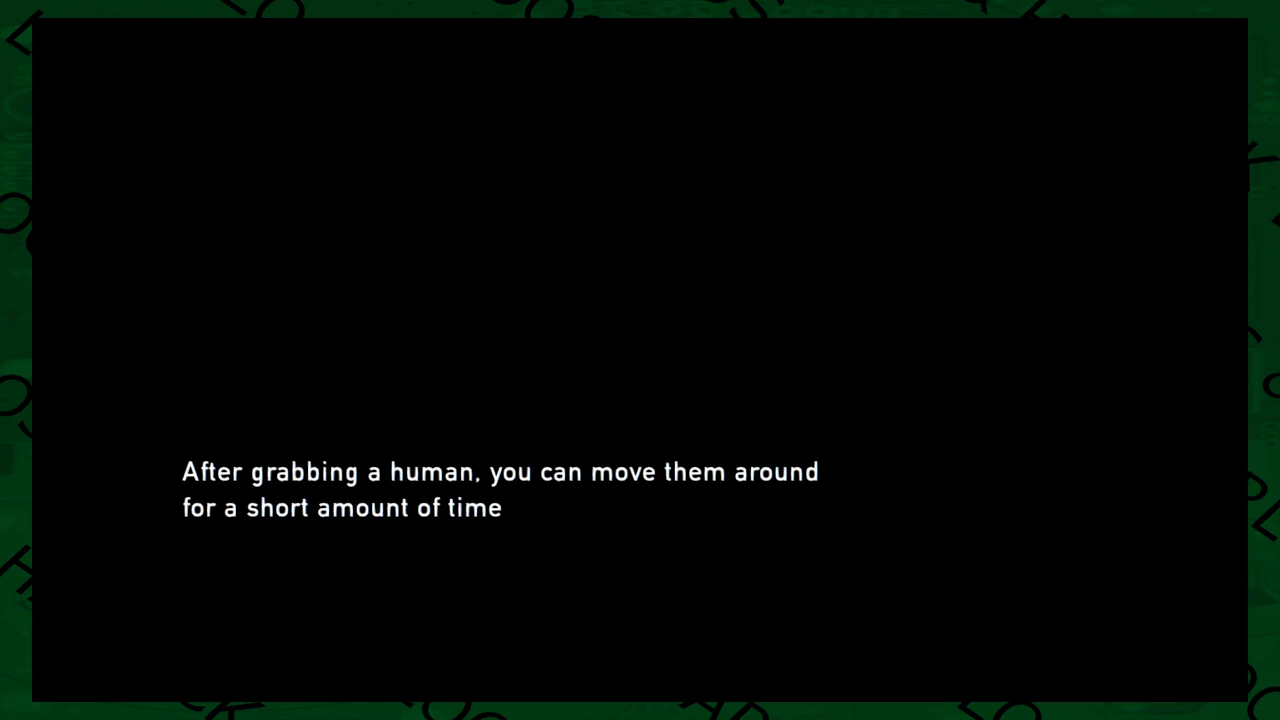 After grabbing a human, you can move them around
for a short amount of time